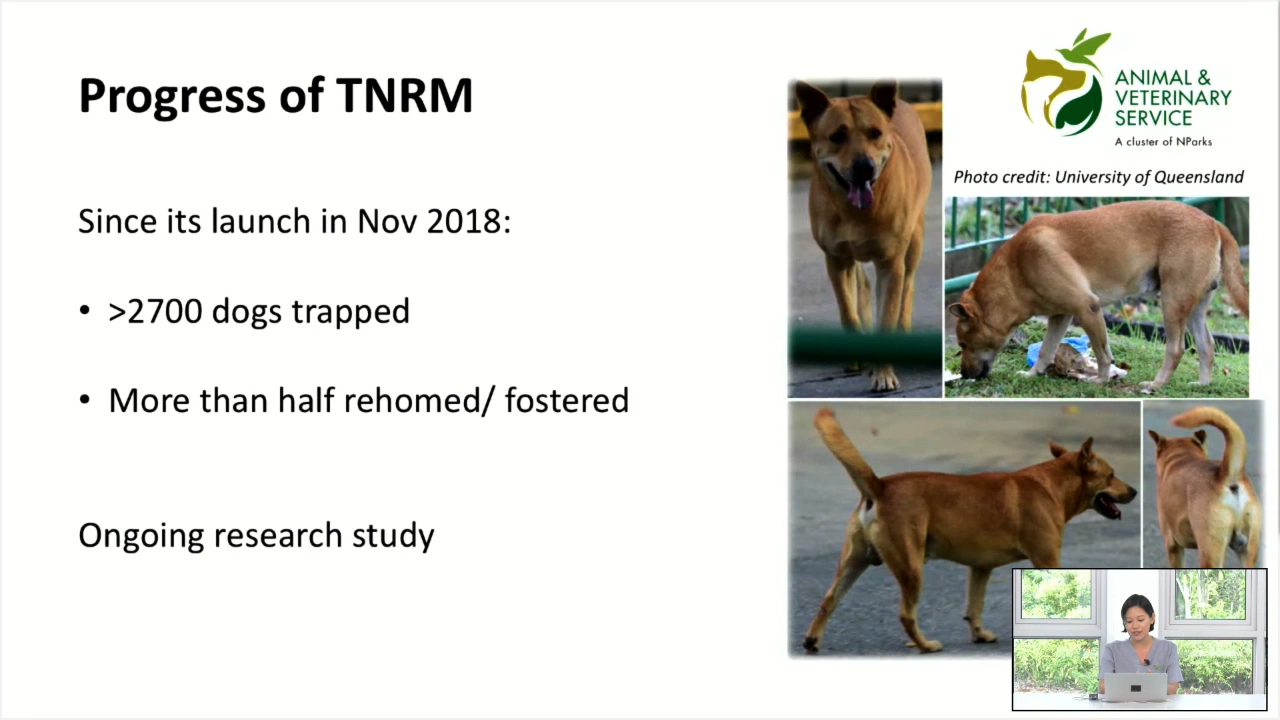 Progress of TNRM
ANIMAL &
VETERINARY
SERVICE
A cluster of NParks
Photo credit: University of Queensland
Since its launch in Nov 2018:
• >2700 dogs trapped
• More than half rehomed/ fostered
Ongoing research study